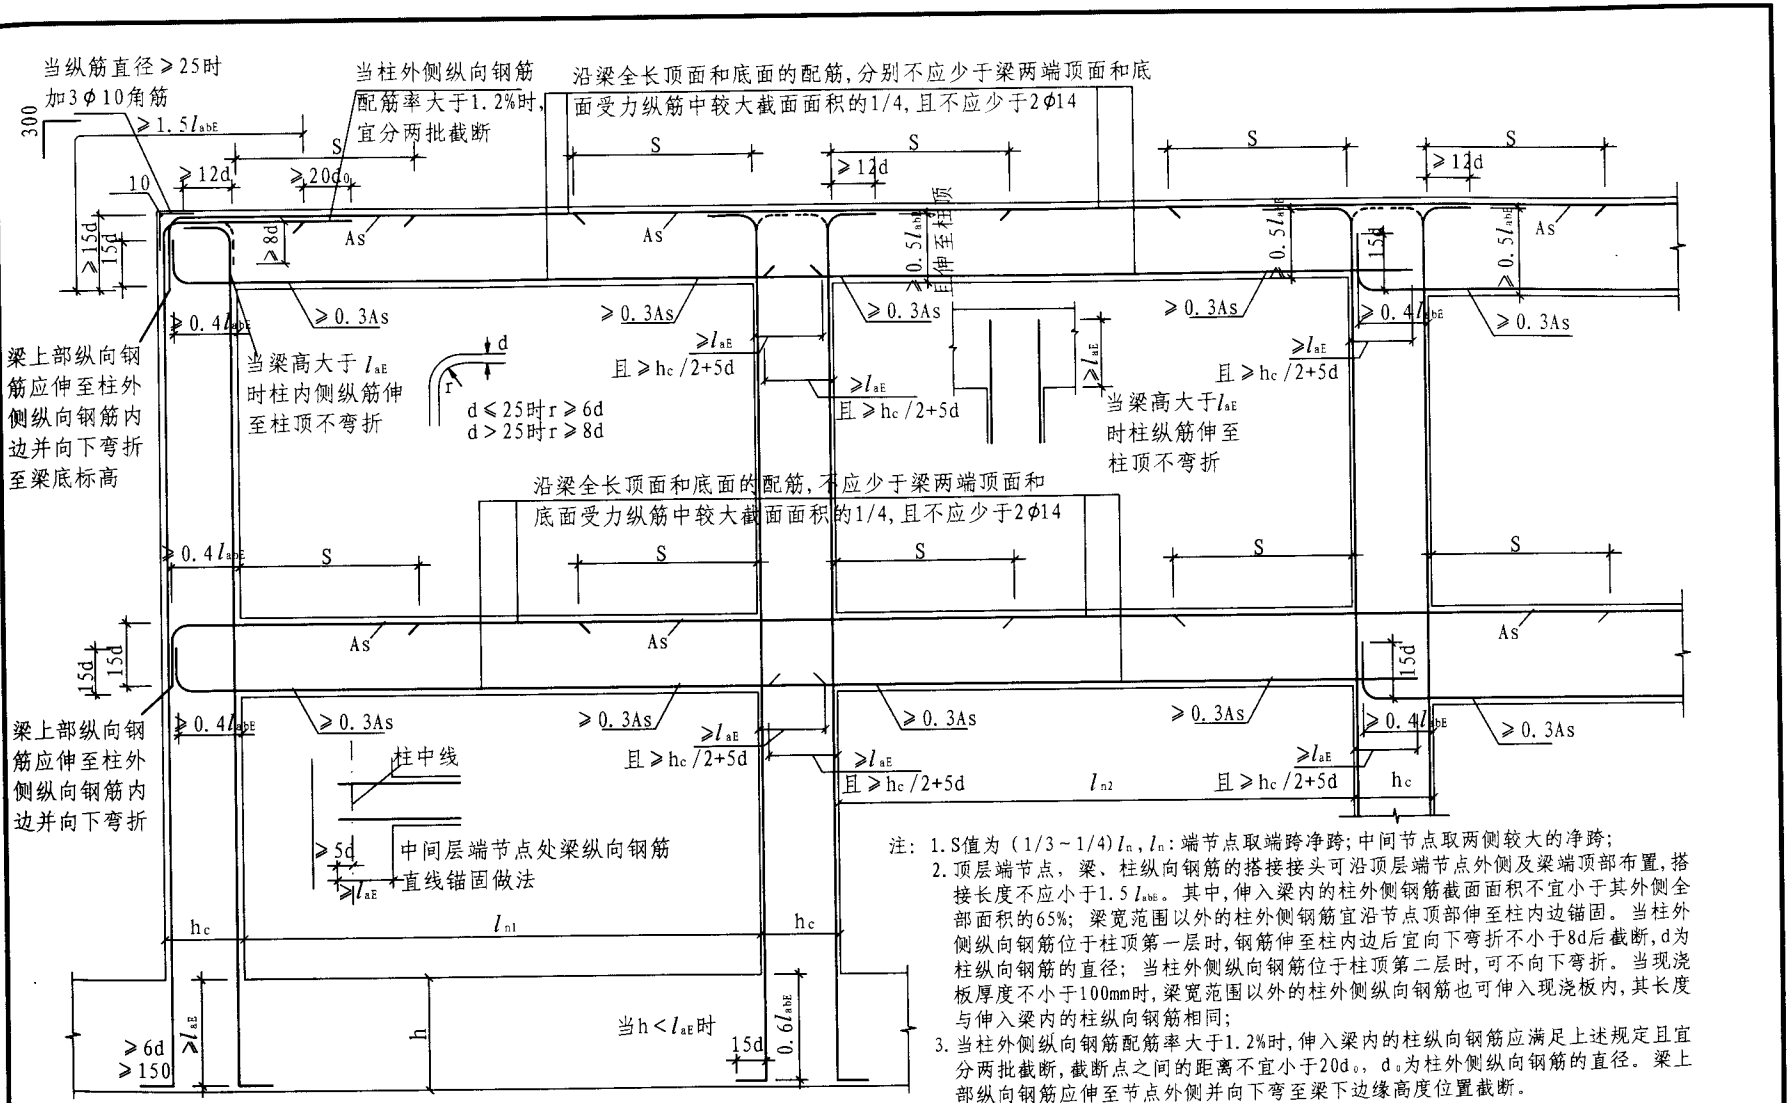 当纵筋直径≥25时
加3φ10角筋
300
≥1.5labE
当柱外侧纵向钢筋
配筋率大于1.2%时,
宜分两批截断
沿梁全长顶面和底面的配筋,分别不应少于梁两端顶面和底
面受力纵筋中较大截面面积的1/4,且不应少于2φ14
S
S
S
S
S
10
≥12d
≥20d0
≥12d
≥12d
≥15d
15d
≥8d
As
As
≥0.5labE
且伸至柱顶
≥0.5labE
15d
≥0.5labE
As
≥0.4labE
≥0.3As
≥0.3As
≥0.3As
≥0.3As
≥0.4labE
≥0.3As
梁上部纵向钢
筋应伸至柱外
侧纵向钢筋内
边并向下弯折
至梁底标高
当梁高大于 laE
时柱内侧纵筋伸
至柱顶不弯折
d
r
d≤25时r≥6d
d>25时r≥8d
≥laE
且≥hc/2+5d
≥laE
且≥hc/2+5d
≥laE
当梁高大于laE
时柱纵筋伸至
柱顶不弯折
≥laE
且≥hc/2+5d
沿梁全长顶面和底面的配筋,不应少于梁两端顶面和
底面受力纵筋中较大截面面积的1/4,且不应少于2φ14
≥0.4labE
S
S
S
S
S
As
As
As
15d
15d
15d
梁上部纵向钢
筋应伸至柱外
侧纵向钢筋内
边并向下弯折
≥0.4labE
≥0.3As
≥0.3As
≥0.3As
≥0.3As
≥0.4labE
≥0.3As
柱中线
≥laE
且≥hc/2+5d
≥laE
且≥hc/2+5d
ln2
≥laE
且≥hc/2+5d
hc
≥5d
≥laE
中间层端节点处梁纵向钢筋
直线锚固做法
hc
ln1
hc
≥6d
≥150
≥laE
h
当h<laE时
15d
0.6labE
注: 1.S值为(1/3~1/4)ln,ln:端节点取端跨净跨;中间节点取两侧较大的净跨;
2.顶层端节点,梁、柱纵向钢筋的搭接接头可沿顶层端节点外侧及梁端顶部布置,搭
接长度不应小于1.5labE。其中,伸入梁内的柱外侧钢筋截面面积不宜小于其外侧全
部面积的65%;梁宽范围以外的柱外侧钢筋宜沿节点顶部伸至柱内边锚固。当柱外
侧纵向钢筋位于柱顶第一层时,钢筋伸至柱内边后宜向下弯折不小于8d后截断,d为
柱纵向钢筋的直径;当柱外侧纵向钢筋位于柱顶第二层时,可不向下弯折。当现浇
板厚度不小于100mm时,梁宽范围以外的柱外侧纵向钢筋也可伸入现浇板内,其长度
与伸入梁内的柱纵向钢筋相同;
3.当柱外侧纵向钢筋配筋率大于1.2%时,伸入梁内的柱纵向钢筋应满足上述规定且宜
分两批截断,截断点之间的距离不宜小于20d0,d0为柱外侧纵向钢筋的直径。梁上
部纵向钢筋应伸至节点外侧并向下弯至梁下边缘高度位置截断。